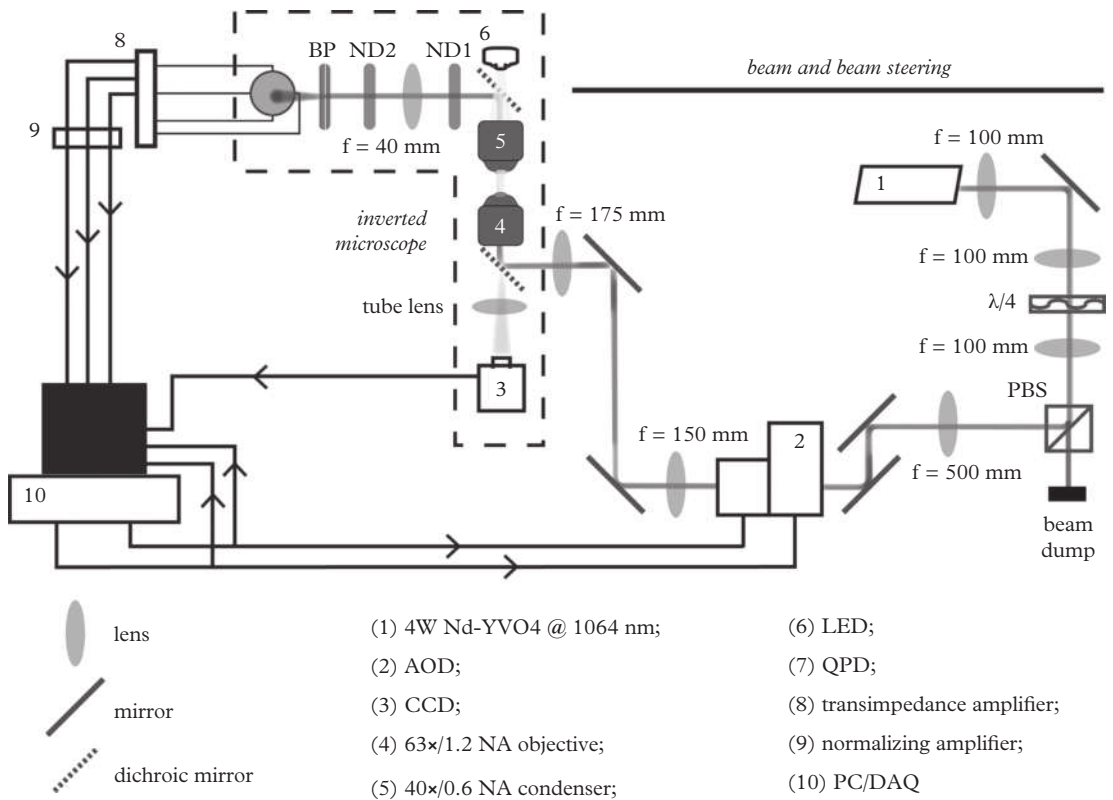 8
6
BP
ND2
ND1
beam and beam steering
9
f = 40 mm
5
f = 100 mm
1
4
inverted
microscope
f = 175 mm
f = 100 mm
tube lens
λ/4
f = 100 mm
3
PBS
f = 150 mm
2
f = 500 mm
10
beam
dump
lens
mirror
dichroic mirror
(1) 4W Nd-YVO4 @ 1064 nm;
(2) AOD;
(3) CCD;
(4) 63×/1.2 NA objective;
(5) 40×/0.6 NA condenser;
(6) LED;
(7) QPD;
(8) transimpedance amplifier;
(9) normalizing amplifier;
(10) PC/DAQ